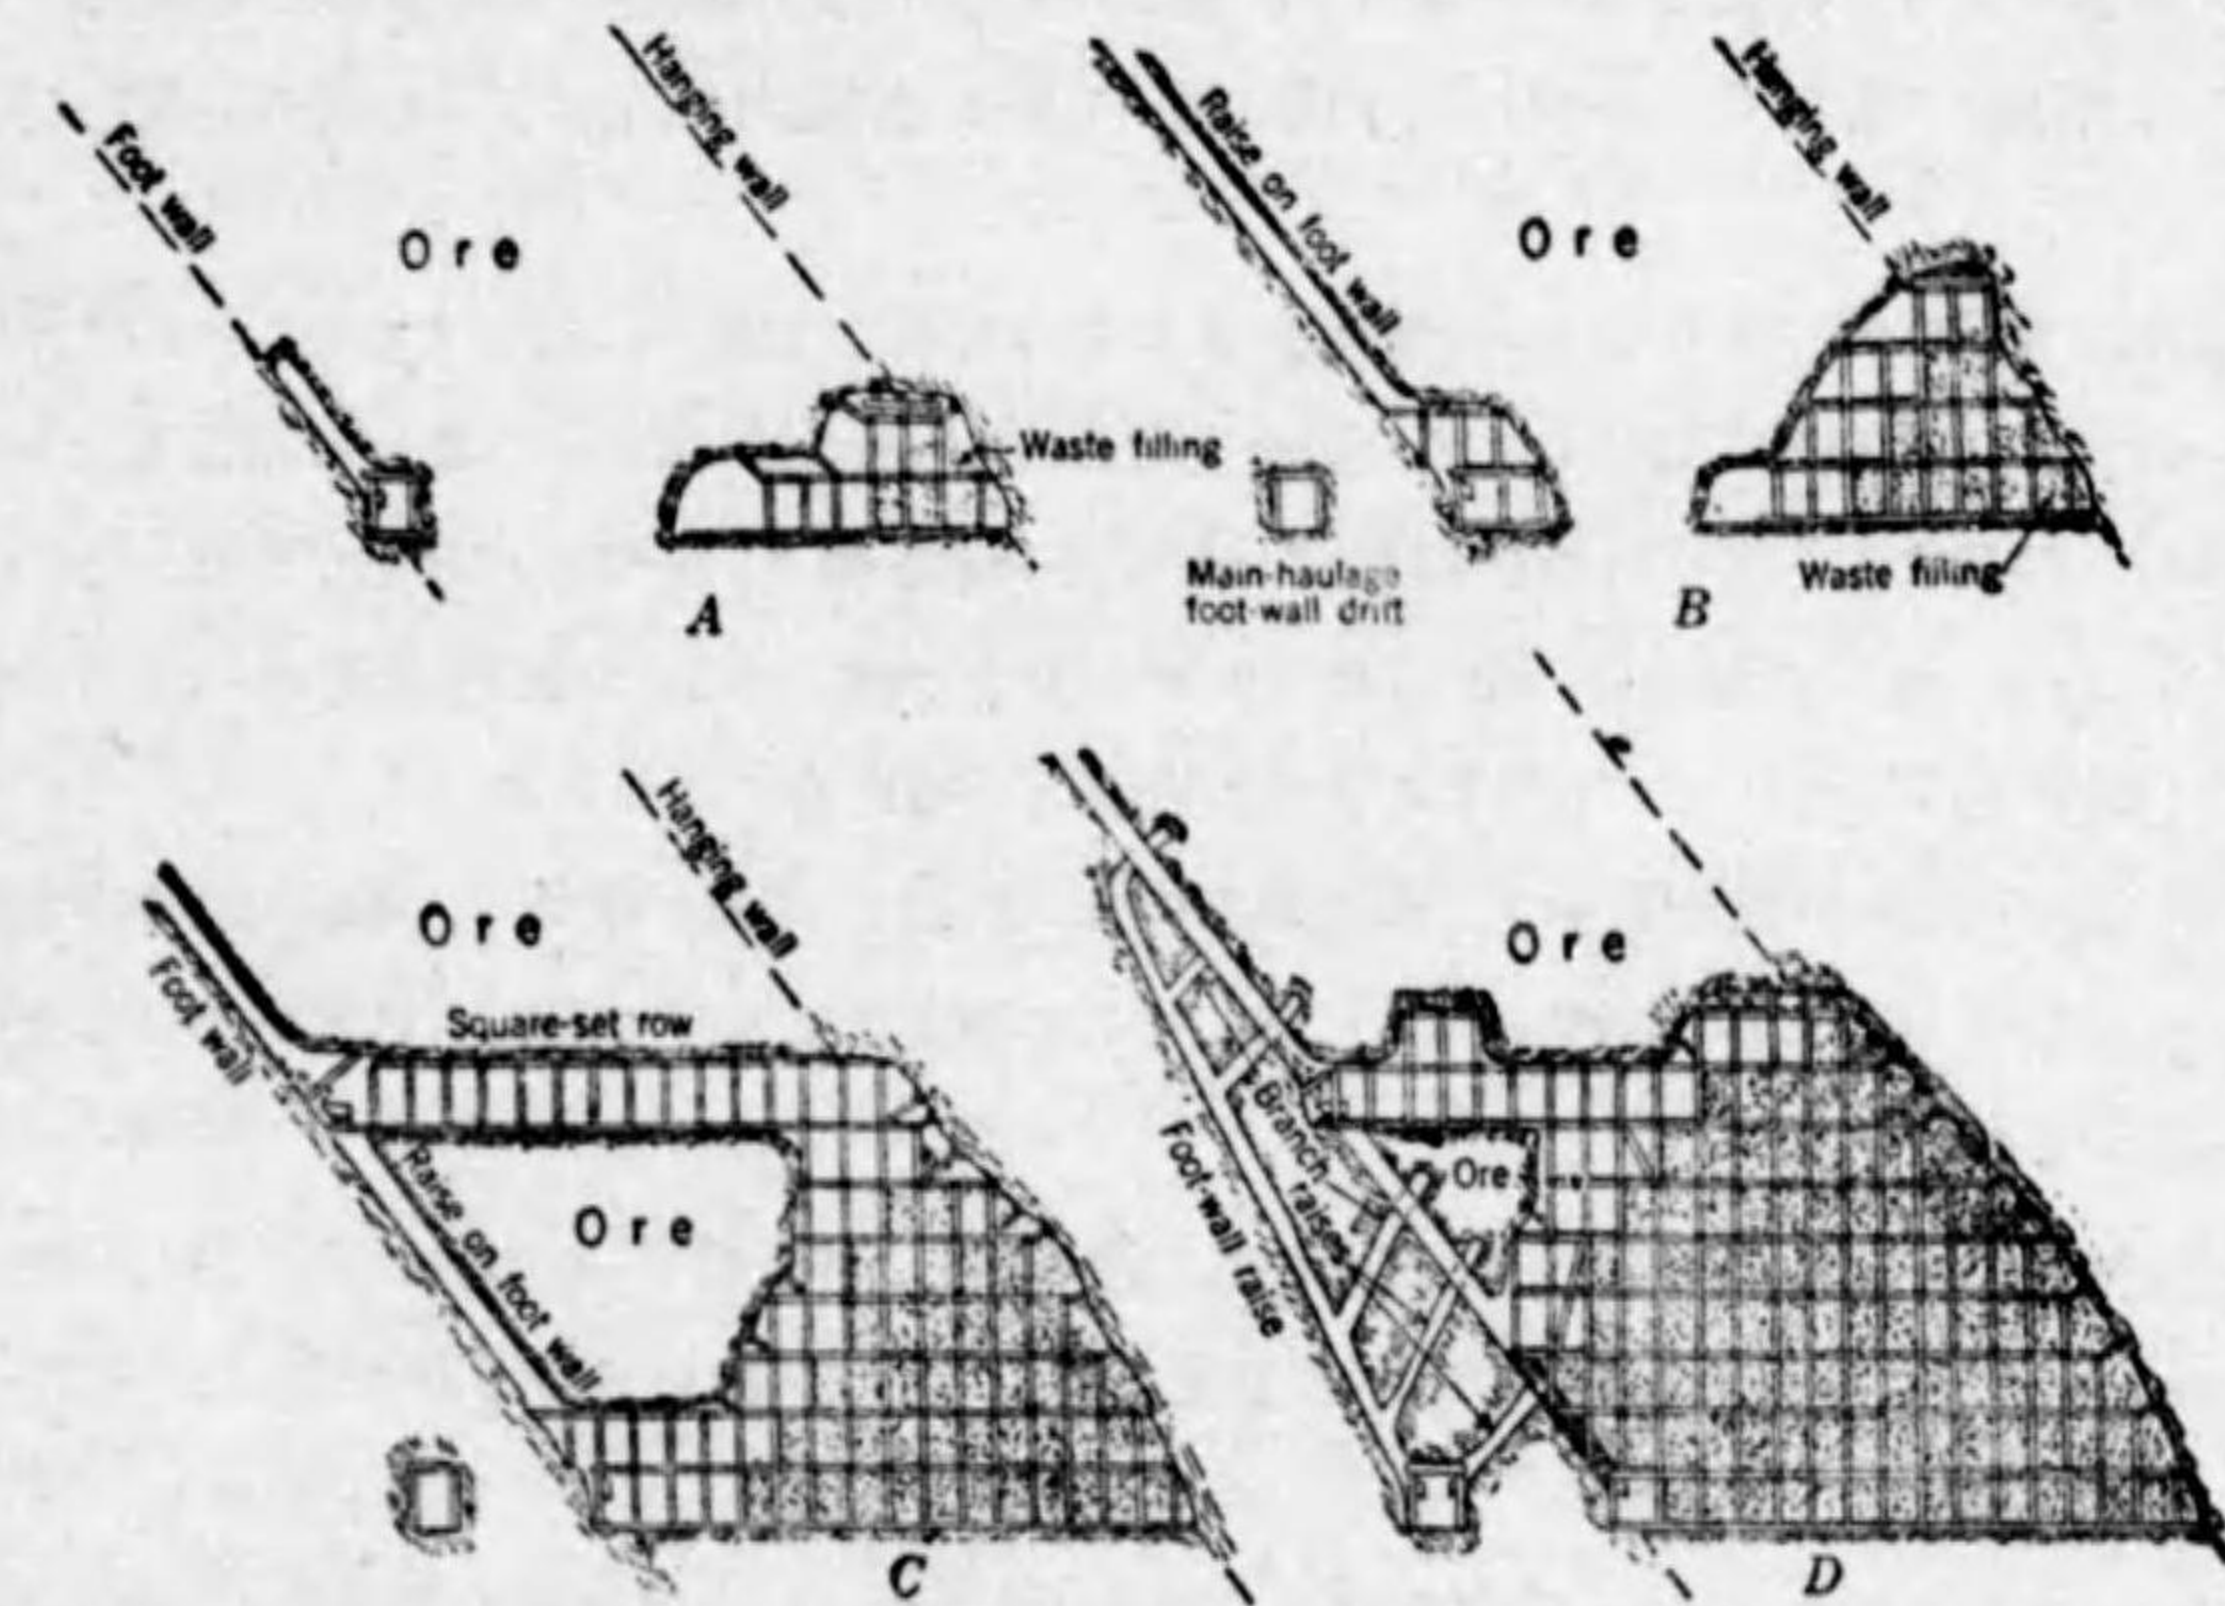 Foot wall
Ore
Hanging wall
Waste filling
A
Raise on foot wall
Ore
Hanging wall
Main-haulage
foot-wall drift
B
Waste filling
Foot wall
Ore
Hanging wall
Square-set row
Raise on foot wall
Ore
C
Ore
Branch
raises
Ore
Foot-wall raise
D